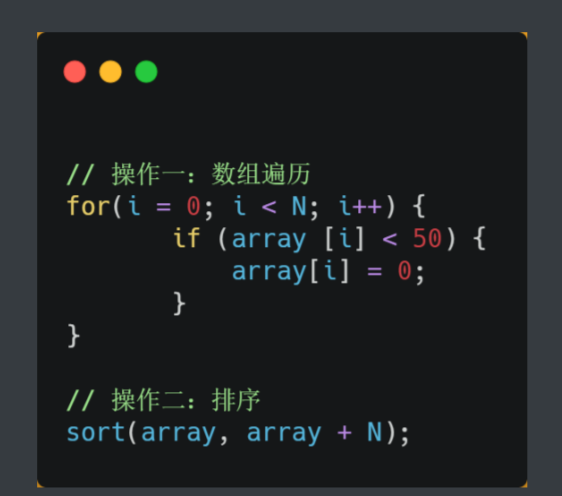 // 操作一：数组遍历
for(i = 0; i < N; i++) {
if (array [i] < 50) {
array[i] = 0;
}
}
// 操作二：排序
sort(array, array + N);